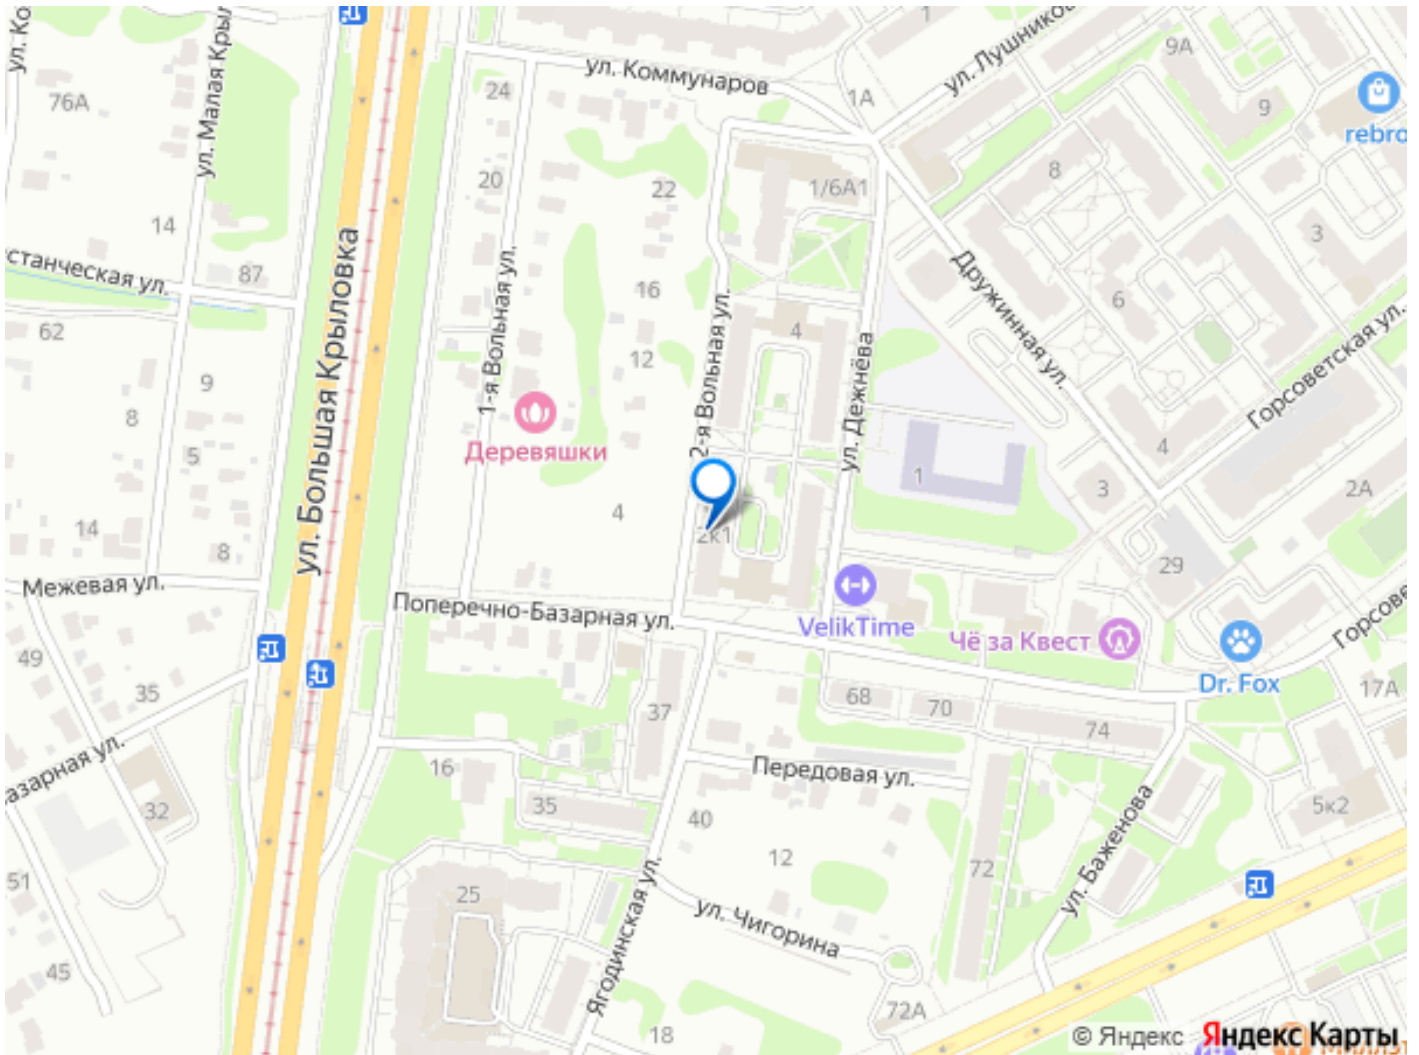 ул. Ко
76А
ул. Малая Крыл
24
ул. Коммунаров
1
1А
ул. Лушников
9А
9
rebro
14
20
22
1/6А1
8
3
станческая ул.
87
62
ул. Большая Крыловка
1-я Вольная ул.
16
12
2-я Вольная ул.
4
ул. Дежнёва
Дружинная ул.
6
Горсоветская ул.
9
8
5
Деревяшки
4
1
4
3
2А
14
8
2к1
29
Межевая ул.
Поперечно-Базарная ул.
VelikTime
Чё за Квест
Dr. Fox
Горсове
17А
49
35
37
68
70
74
азарная ул.
16
Передовая ул.
32
35
40
12
72
ул. Баженова
5к2
51
25
Ягодинская ул.
ул. Чигорина
45
18
72А
© Яндекс Яндекс Карты